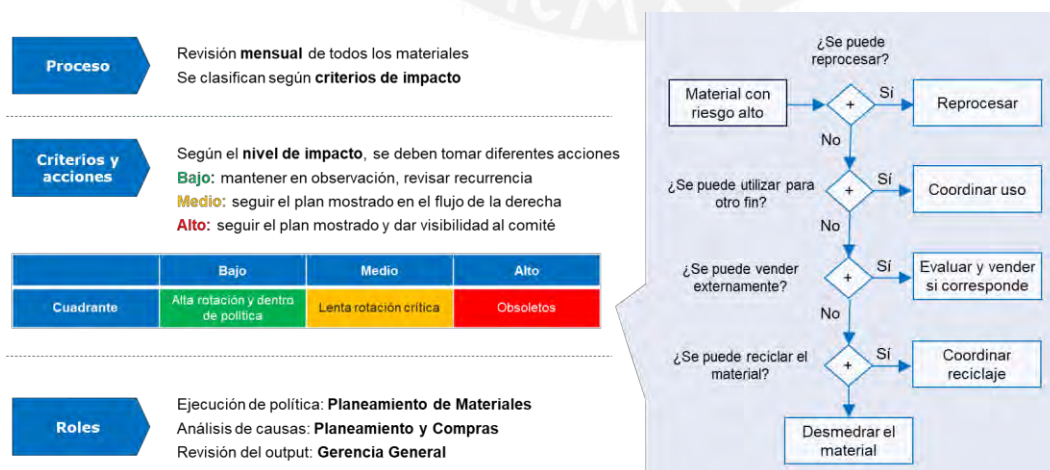 Proceso
Revisión mensual de todos los materiales
Se clasifican según criterios de impacto
Criterios y
acciones
Según el nivel de impacto, se deben tomar diferentes acciones
Bajo: mantener en observación, revisar recurrencia
Medio: seguir el plan mostrado en el flujo de la derecha
Alto: seguir el plan mostrado y dar visibilidad al comité
Bajo
Medio
Alto
Cuadrante
Alta rotación y dentro
de política
Lenta rotación crítica
Obsoletos
Roles
Ejecución de política: Planeamiento de Materiales
Análisis de causas: Planeamiento y Compras
Revisión del output: Gerencia General
¿Se puede
reprocesar?
Material con
riesgo alto
+
Sí
Reprocesar
No
¿Se puede utilizar para
otro fin?
+
Sí
Coordinar uso
No
¿Se puede vender
externamente?
+
Sí
Evaluar y vender
si corresponde
No
¿Se puede reciclar el
material?
+
Sí
Coordinar
reciclaje
Desmedrar el
material